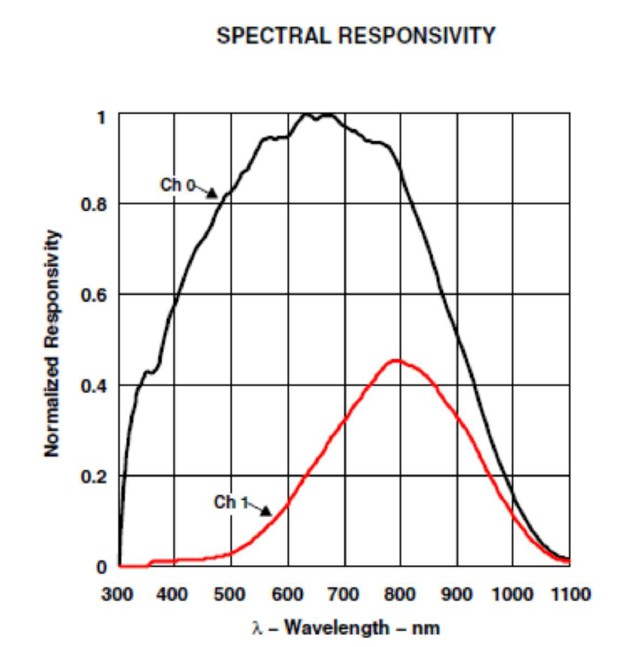 SPECTRAL RESPONSIVITY
1
Ch 0
0.8
0.6
0.4
0.2
Ch 1
0
Normalized Responsivity
300 400 500 600 700 800 900 1000 1100
λ – Wavelength – nm